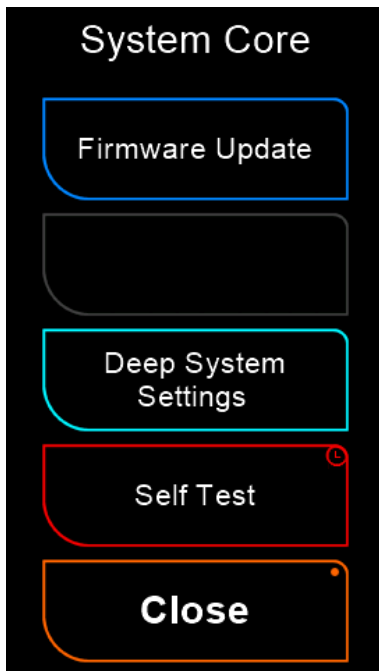 System Core
Firmware Update
Deep System
Settings
Self Test
Close